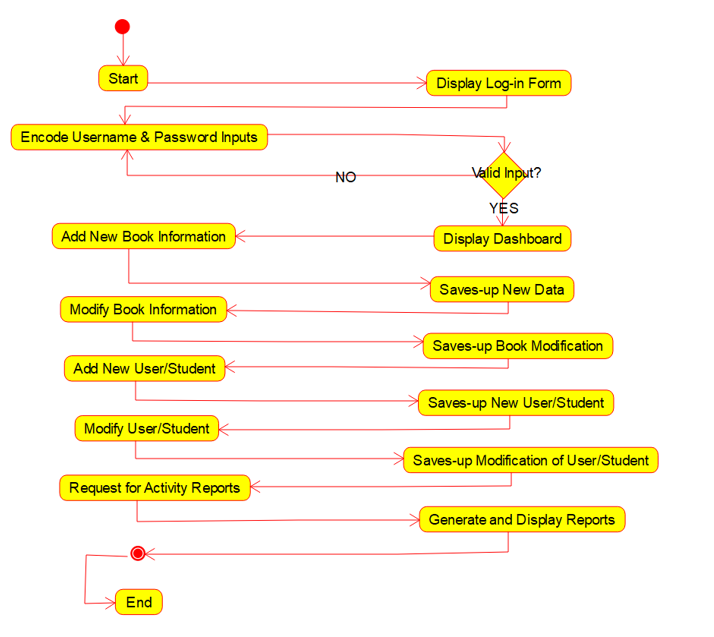 Start
Display Log-in Form
Encode Username & Password Inputs
Valid Input?
NO
YES
Add New Book Information
Display Dashboard
Saves-up New Data
Modify Book Information
Saves-up Book Modification
Add New User/Student
Saves-up New User/Student
Modify User/Student
Saves-up Modification of User/Student
Request for Activity Reports
Generate and Display Reports
End